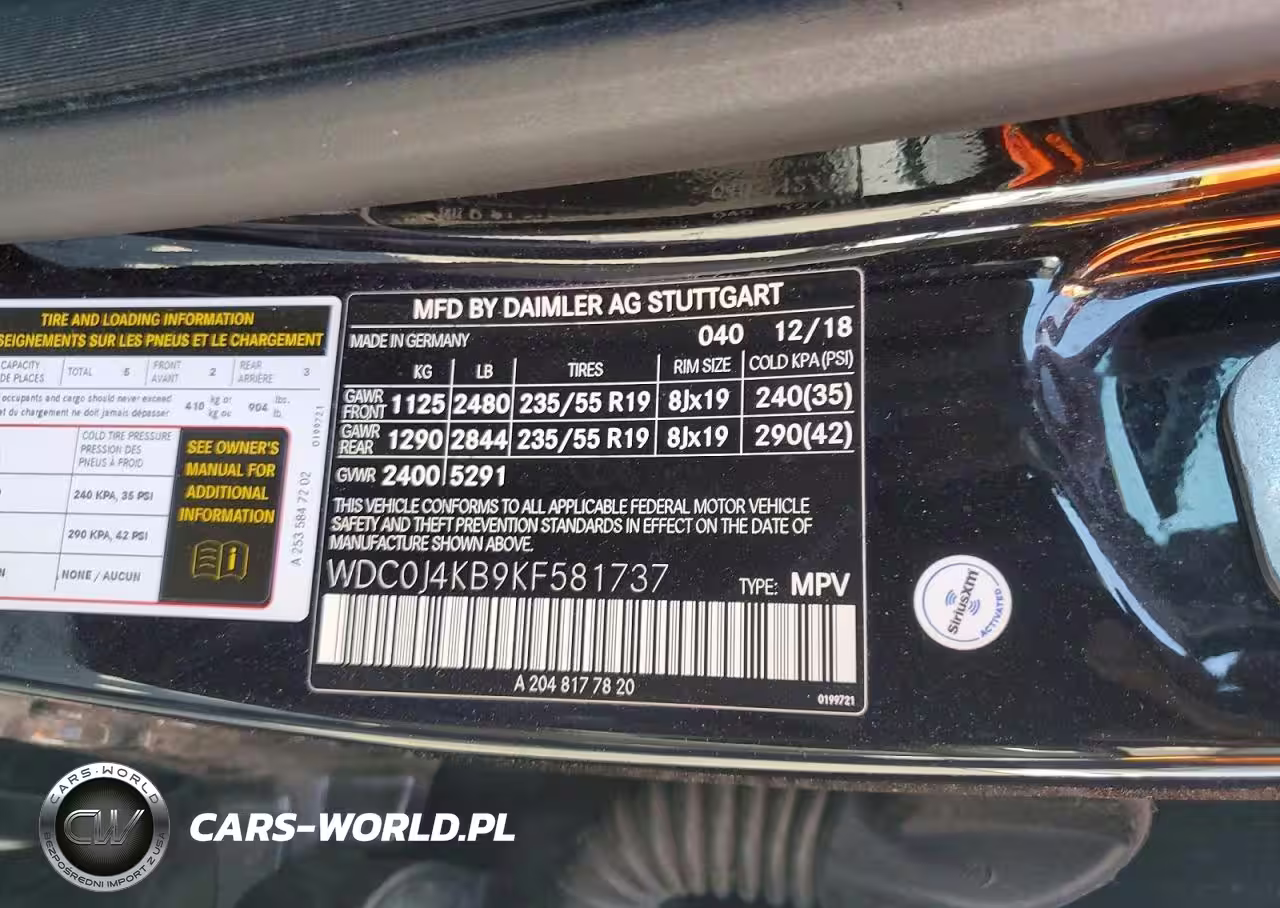 TIRE AND LOADING INFORMATION
SEIGNEMENTS SUR LES PNEUS ET LE CHARGEMENT
CAPACITY TOTAL 5 FRONT 2 REAR 3
DE PLACES AVANT ARRIÈRE
occupants and cargo should never exceed 410 kg or 904 lbs.
et du chargement ne doit jamais dépasser kg ou lb.
COLD TIRE PRESSURE
PRESSION DES
PNEUS À FROID
240 KPA, 35 PSI
290 KPA, 42 PSI
NONE / AUCUN
SEE OWNER'S
MANUAL FOR
ADDITIONAL
INFORMATION
0199721
A 253 584 72 02
MFD BY DAIMLER AG STUTTGART
MADE IN GERMANY 040 12/18
KG LB TIRES RIM SIZE COLD KPA(PSI)
GAWR FRONT 1125 2480 235/55 R19 8Jx19 240(35)
GAWR REAR 1290 2844 235/55 R19 8Jx19 290(42)
GVWR 2400 5291
THIS VEHICLE CONFORMS TO ALL APPLICABLE FEDERAL MOTOR VEHICLE
SAFETY AND THEFT PREVENTION STANDARDS IN EFFECT ON THE DATE OF
MANUFACTURE SHOWN ABOVE.
WDC0J4KB9KF581737 TYPE: MPV
A 204 817 78 20
0199721
SiriusXm
ACTIVATED
CARS-WORLD
CW
BEZPOŚREDNI IMPORT Z USA
CARS-WORLD.PL